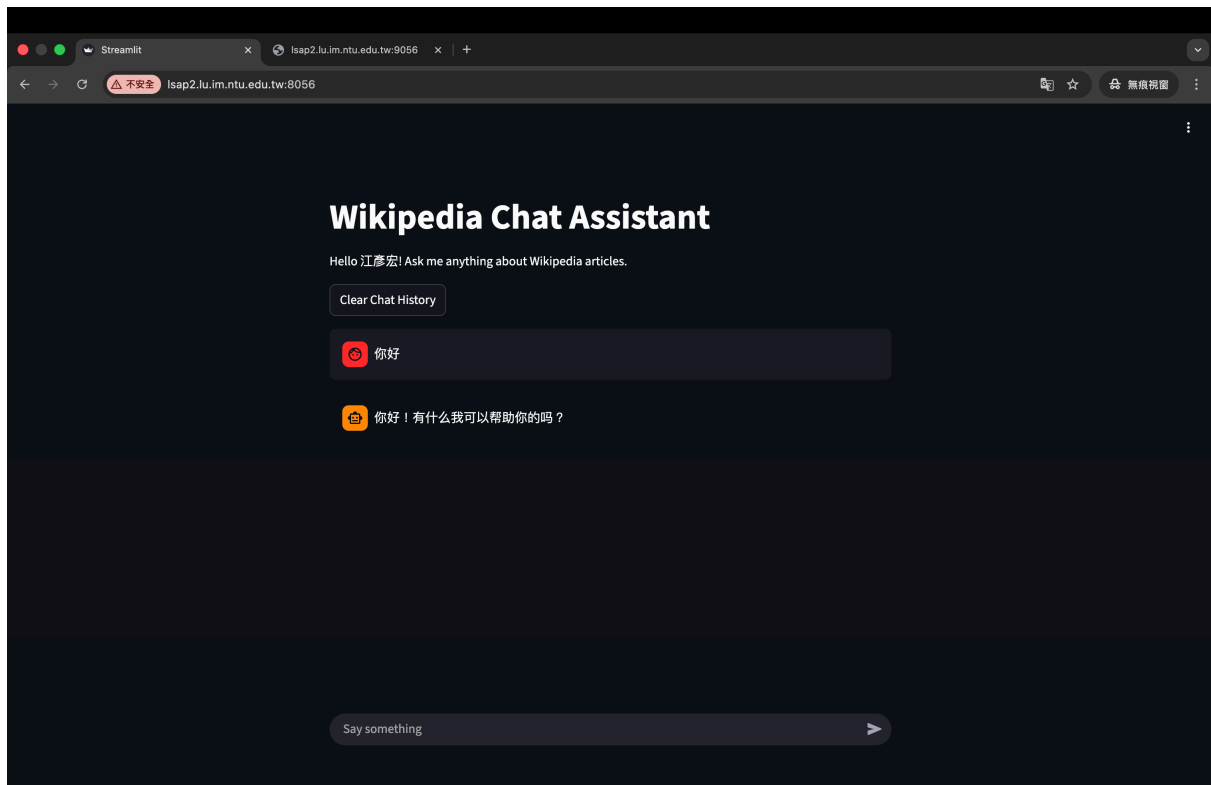 Streamlit
lsap2.lu.im.ntu.edu.tw:9056
不安全
lsap2.lu.im.ntu.edu.tw:8056
無痕視窗
Wikipedia Chat Assistant
Hello 江彥宏! Ask me anything about Wikipedia articles.
Clear Chat History
你好
你好！有什么我可以帮助你的吗？
Say something